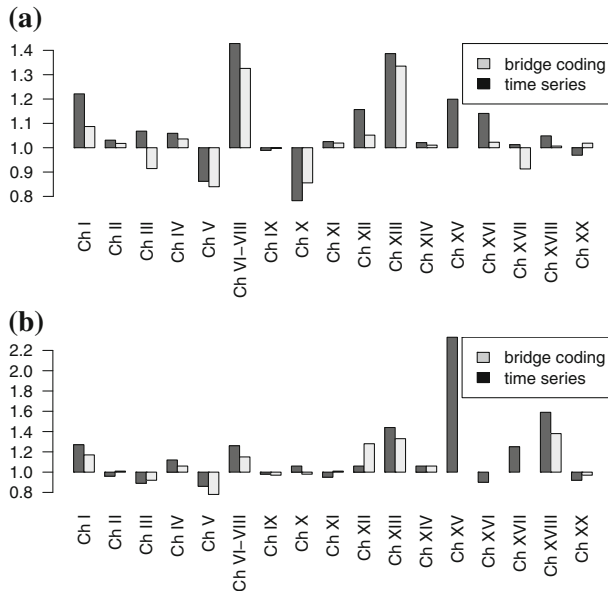 (a)
1.4
1.3
1.2
1.1
1.0
0.9
0.8
bridge coding
time series
Ch I
Ch II
Ch III
Ch IV
Ch V
Ch VI−VIII
Ch IX
Ch X
Ch XI
Ch XII
Ch XIII
Ch XIV
Ch XV
Ch XVI
Ch XVII
Ch XVIII
Ch XX
(b)
2.2
2.0
1.8
1.6
1.4
1.2
1.0
0.8
bridge coding
time series
Ch I
Ch II
Ch III
Ch IV
Ch V
Ch VI−VIII
Ch IX
Ch X
Ch XI
Ch XII
Ch XIII
Ch XIV
Ch XV
Ch XVI
Ch XVII
Ch XVIII
Ch XX